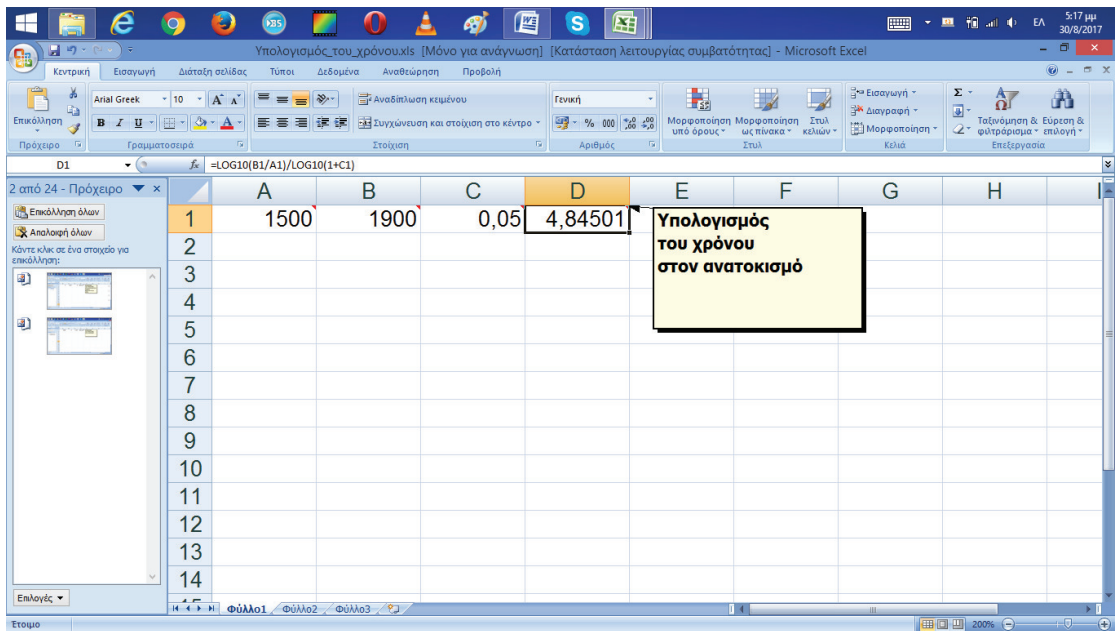 5:17 μμ
ΕΛ
30/8/2017
Υπολογισμός_του_χρόνου.xls [Μόνο για ανάγνωση] [Κατάσταση λειτουργίας συμβατότητας] - Microsoft Excel
Κεντρική Εισαγωγή Διάταξη σελίδας Τύποι Δεδομένα Αναθεώρηση Προβολή
Επικόλληση
Arial Greek 10
Αναδίπλωση κειμένου
Συγχώνευση και στοίχιση στο κέντρο
Γενική
% 000
Μορφοποίηση υπό όρους
Μορφοποίηση ως πίνακα
Στυλ κελιών
Εισαγωγή
Διαγραφή
Μορφοποίηση
Ταξινόμηση & φιλτράρισμα
Εύρεση & επιλογή
Πρόχειρο Γραμματοσειρά Στοίχιση Αριθμός Στυλ Κελιά Επεξεργασία
D1 fx =LOG10(B1/A1)/LOG10(1+C1)
2 από 24 - Πρόχειρο
Επικόλληση όλων
Απαλοιφή όλων
Κάντε κλικ σε ένα στοιχείο για
επικόλληση:
Επιλογές
A B C D E F G H I
1 1500 1900 0,05 4,84501
Υπολογισμός
του χρόνου
στον ανατοκισμό
2
3
4
5
6
7
8
9
10
11
12
13
14
Φύλλο1 Φύλλο2 Φύλλο3
Έτοιμο 200%